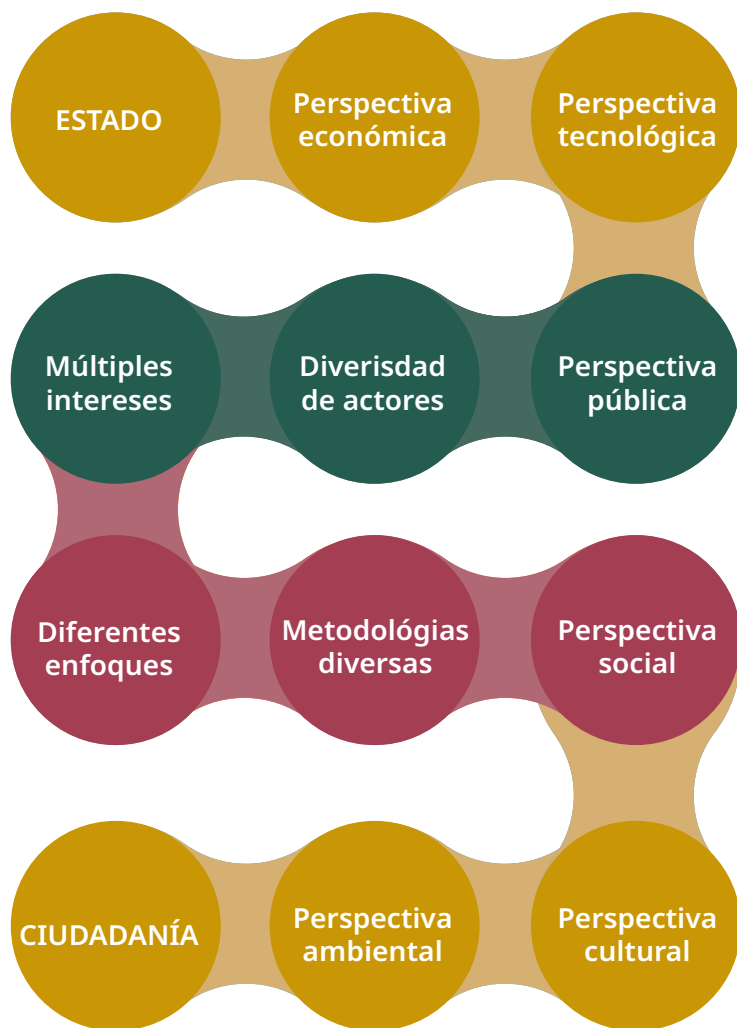 ESTADO
Perspectiva
económica
Perspectiva
tecnológica
Múltiples
intereses
Diverisdad
de actores
Perspectiva
pública
Diferentes
enfoques
Metodológias
diversas
Perspectiva
social
CIUDADANÍA
Perspectiva
ambiental
Perspectiva
cultural